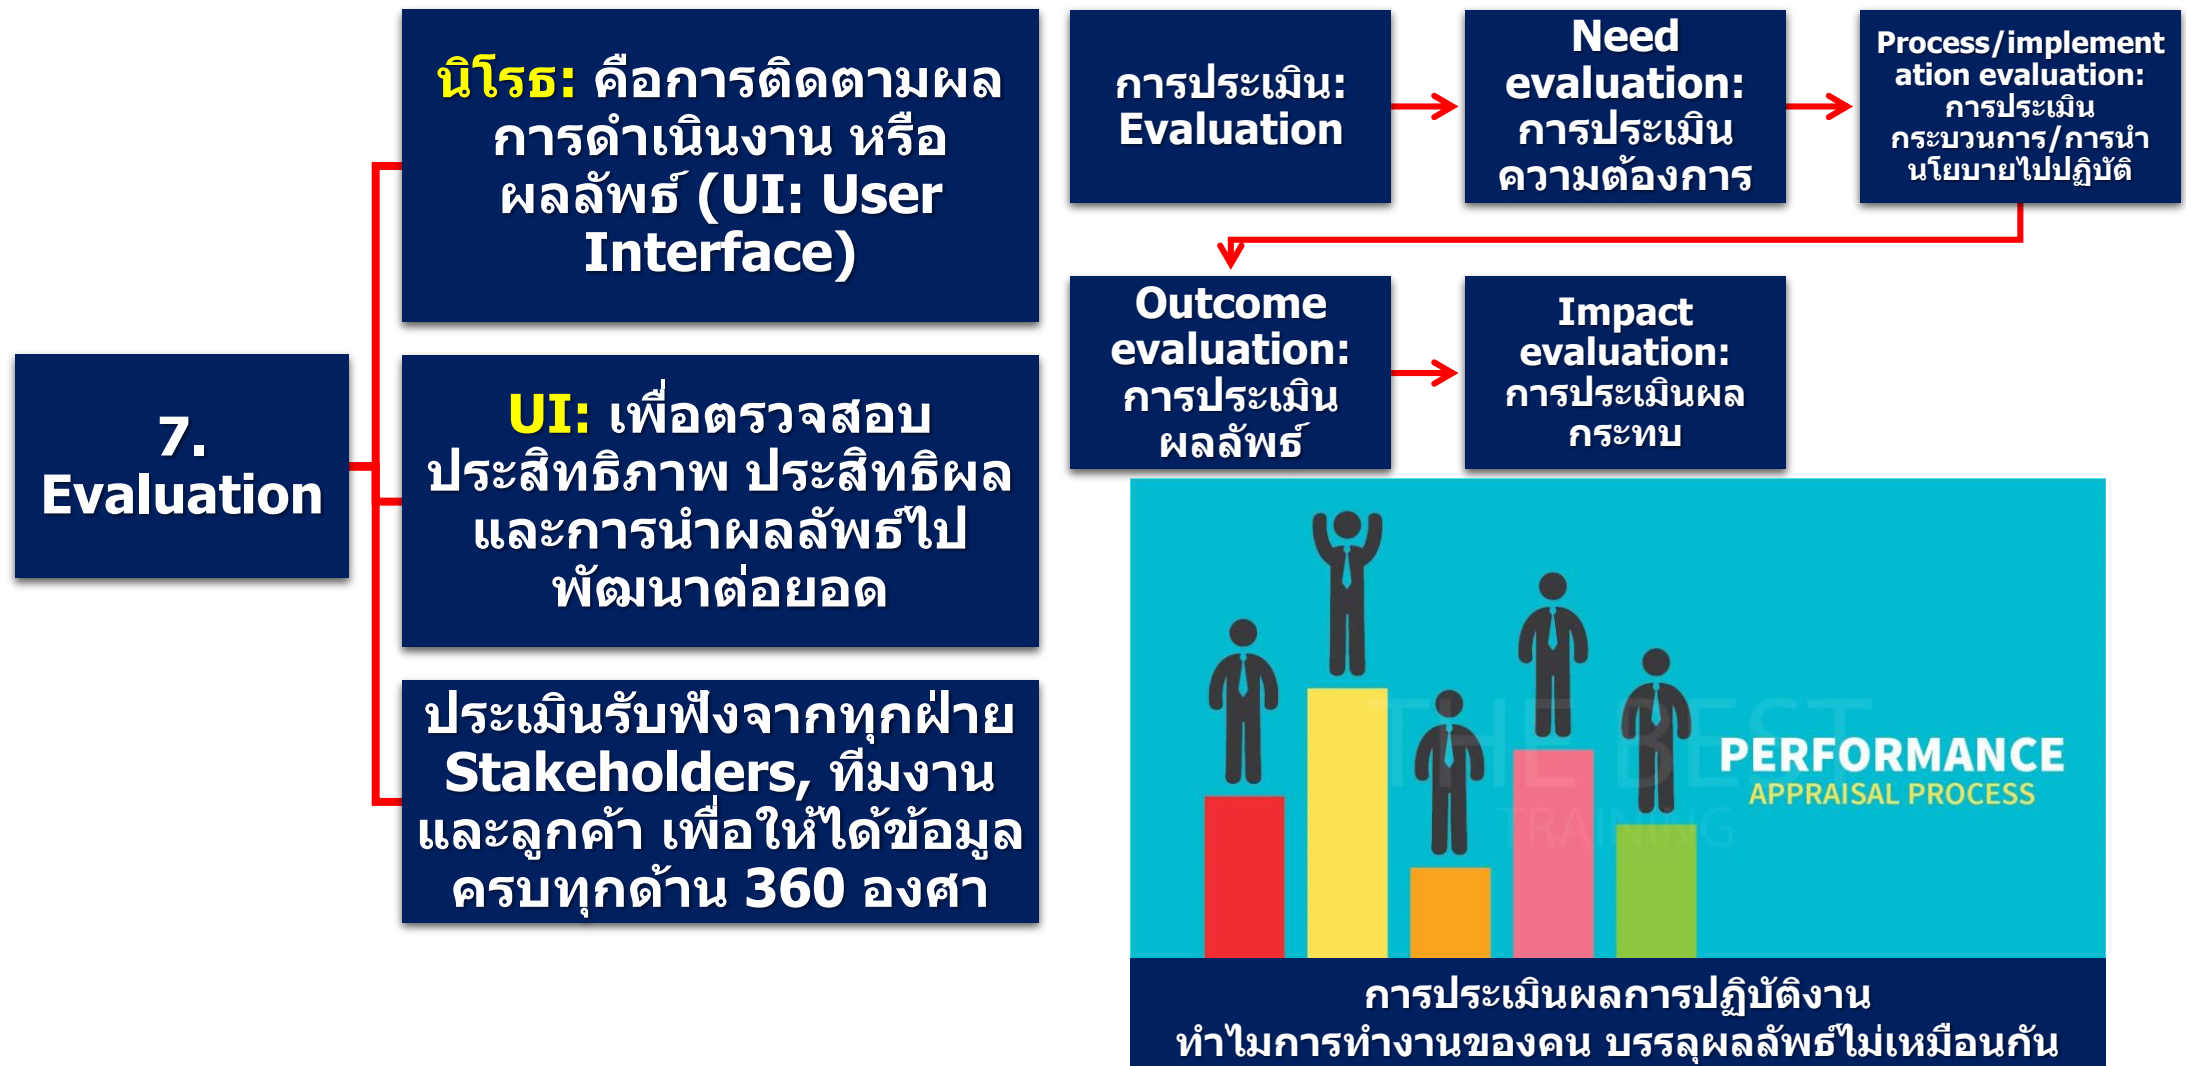 7.
Evaluation
นิโรธ: คือการติดตามผล
การดำเนินงาน หรือ
ผลลัพธ์ (UI: User
Interface)
UI: เพื่อตรวจสอบ
ประสิทธิภาพ ประสิทธิผล
และการนำผลลัพธ์ไป
พัฒนาต่อยอด
ประเมินรับฟังจากทุกฝ่าย
Stakeholders, ทีมงาน
และลูกค้า เพื่อให้ได้ข้อมูล
ครบทุกด้าน 360 องศา
การประเมิน:
Evaluation
Need
evaluation:
การประเมิน
ความต้องการ
Process/implement
ation evaluation:
การประเมิน
กระบวนการ/การนำ
นโยบายไปปฏิบัติ
Outcome
evaluation:
การประเมิน
ผลลัพธ์
Impact
evaluation:
การประเมินผล
กระทบ
THE BEST
TRAINING
PERFORMANCE
APPRAISAL PROCESS
การประเมินผลการปฏิบัติงาน
ทำไมการทำงานของคน บรรลุผลลัพธ์ไม่เหมือนกัน